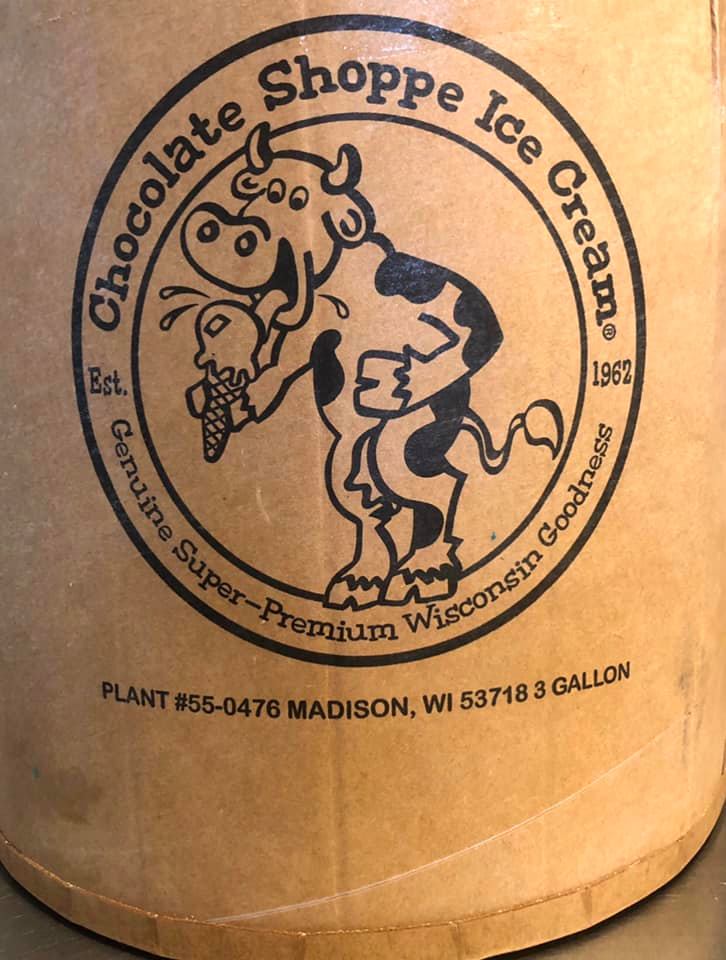 Chocolate Shoppe Ice Cream®
Est. 1962
Genuine Super-Premium Wisconsin Goodness
PLANT #55-0476 MADISON, WI 53718 3 GALLON